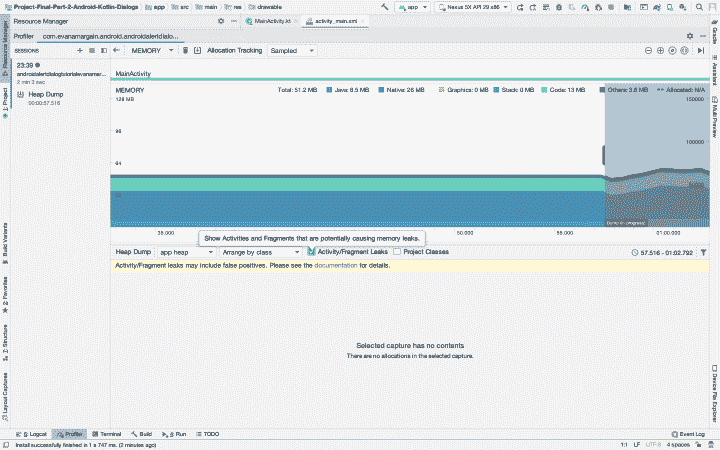 Project-Final-Part-2-Android-Kotlin-Dialogs app src main res drawable app Nexus 5X API 29 x86
Resource Manager MainActivity.kt activity_main.xml
Profiler com.evanamargain.android.androidalertdialo...
SESSIONS MEMORY Allocation Tracking Sampled
23:39
androidalertdialogtutorialevanamar...
2 min 3 sec
Heap Dump
00:00:57.516
MainActivity
MEMORY Total: 51.2 MB Java: 8.5 MB Native: 26 MB Graphics: 0 MB Stack: 0 MB Code: 13 MB Others: 3.8 MB Allocated: N/A
128 MB 150000
96
100000
64
Dump in progress
35.000 50.000 55.000 01:00.000
Show Activities and Fragments that are potentially causing memory leaks.
Heap Dump app heap Arrange by class Activity/Fragment Leaks Project Classes 57.516 - 01:02.792
Activity/Fragment leaks may include false positives. Please see the documentation for details.
Selected capture has no contents
There are no allocations in the selected capture.
Resource Manager
1: Project
Build Variants
2: Favorites
7: Structure
Layout Captures
Gradle
Assistant
Multi Preview
Device File Explorer
6: Logcat Profiler Terminal Build 4: Run TODO Event Log
Install successfully finished in 1 s 747 ms. (2 minutes ago) 1:1 LF UTF-8 4 spaces